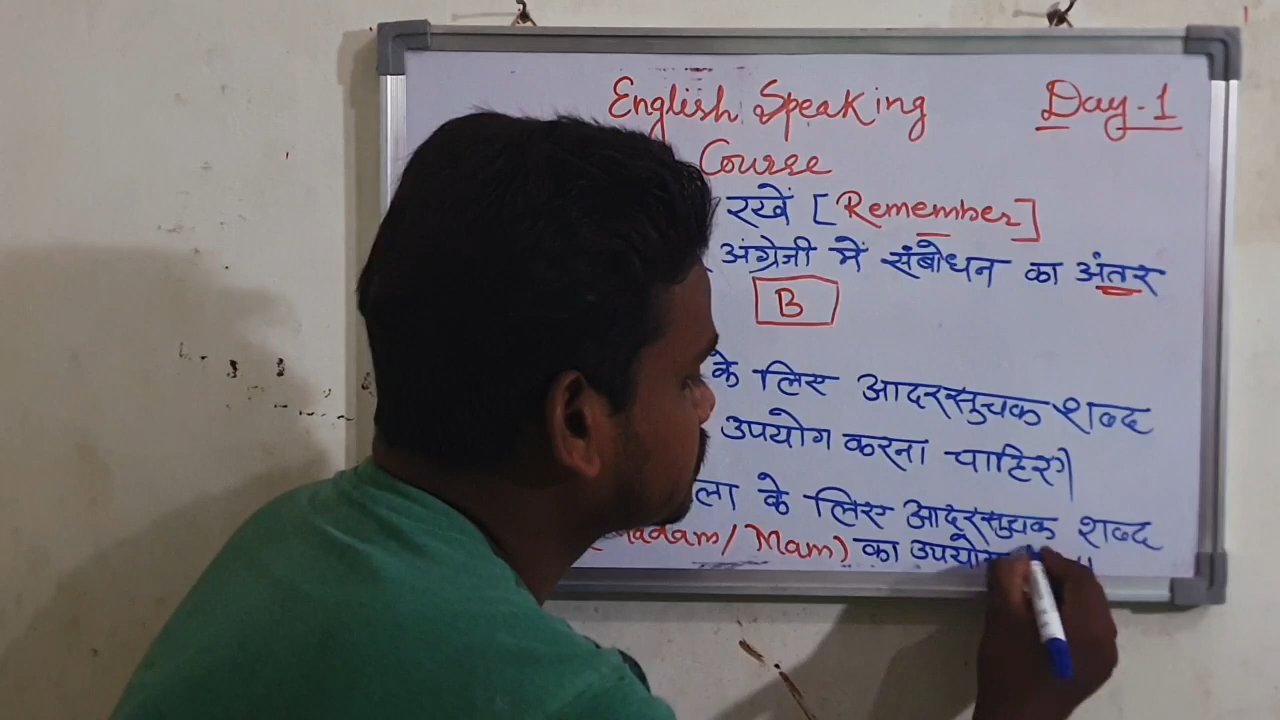 English Speaking Day-1
Course
रखें [Remember]
अंग्रेजी में संबोधन का अंतर
B
के लिए आदरसुचक शब्द
उपयोग करना चाहिए।
ला के लिए आदरसुचक शब्द
Madam/Mam) का उपयोग